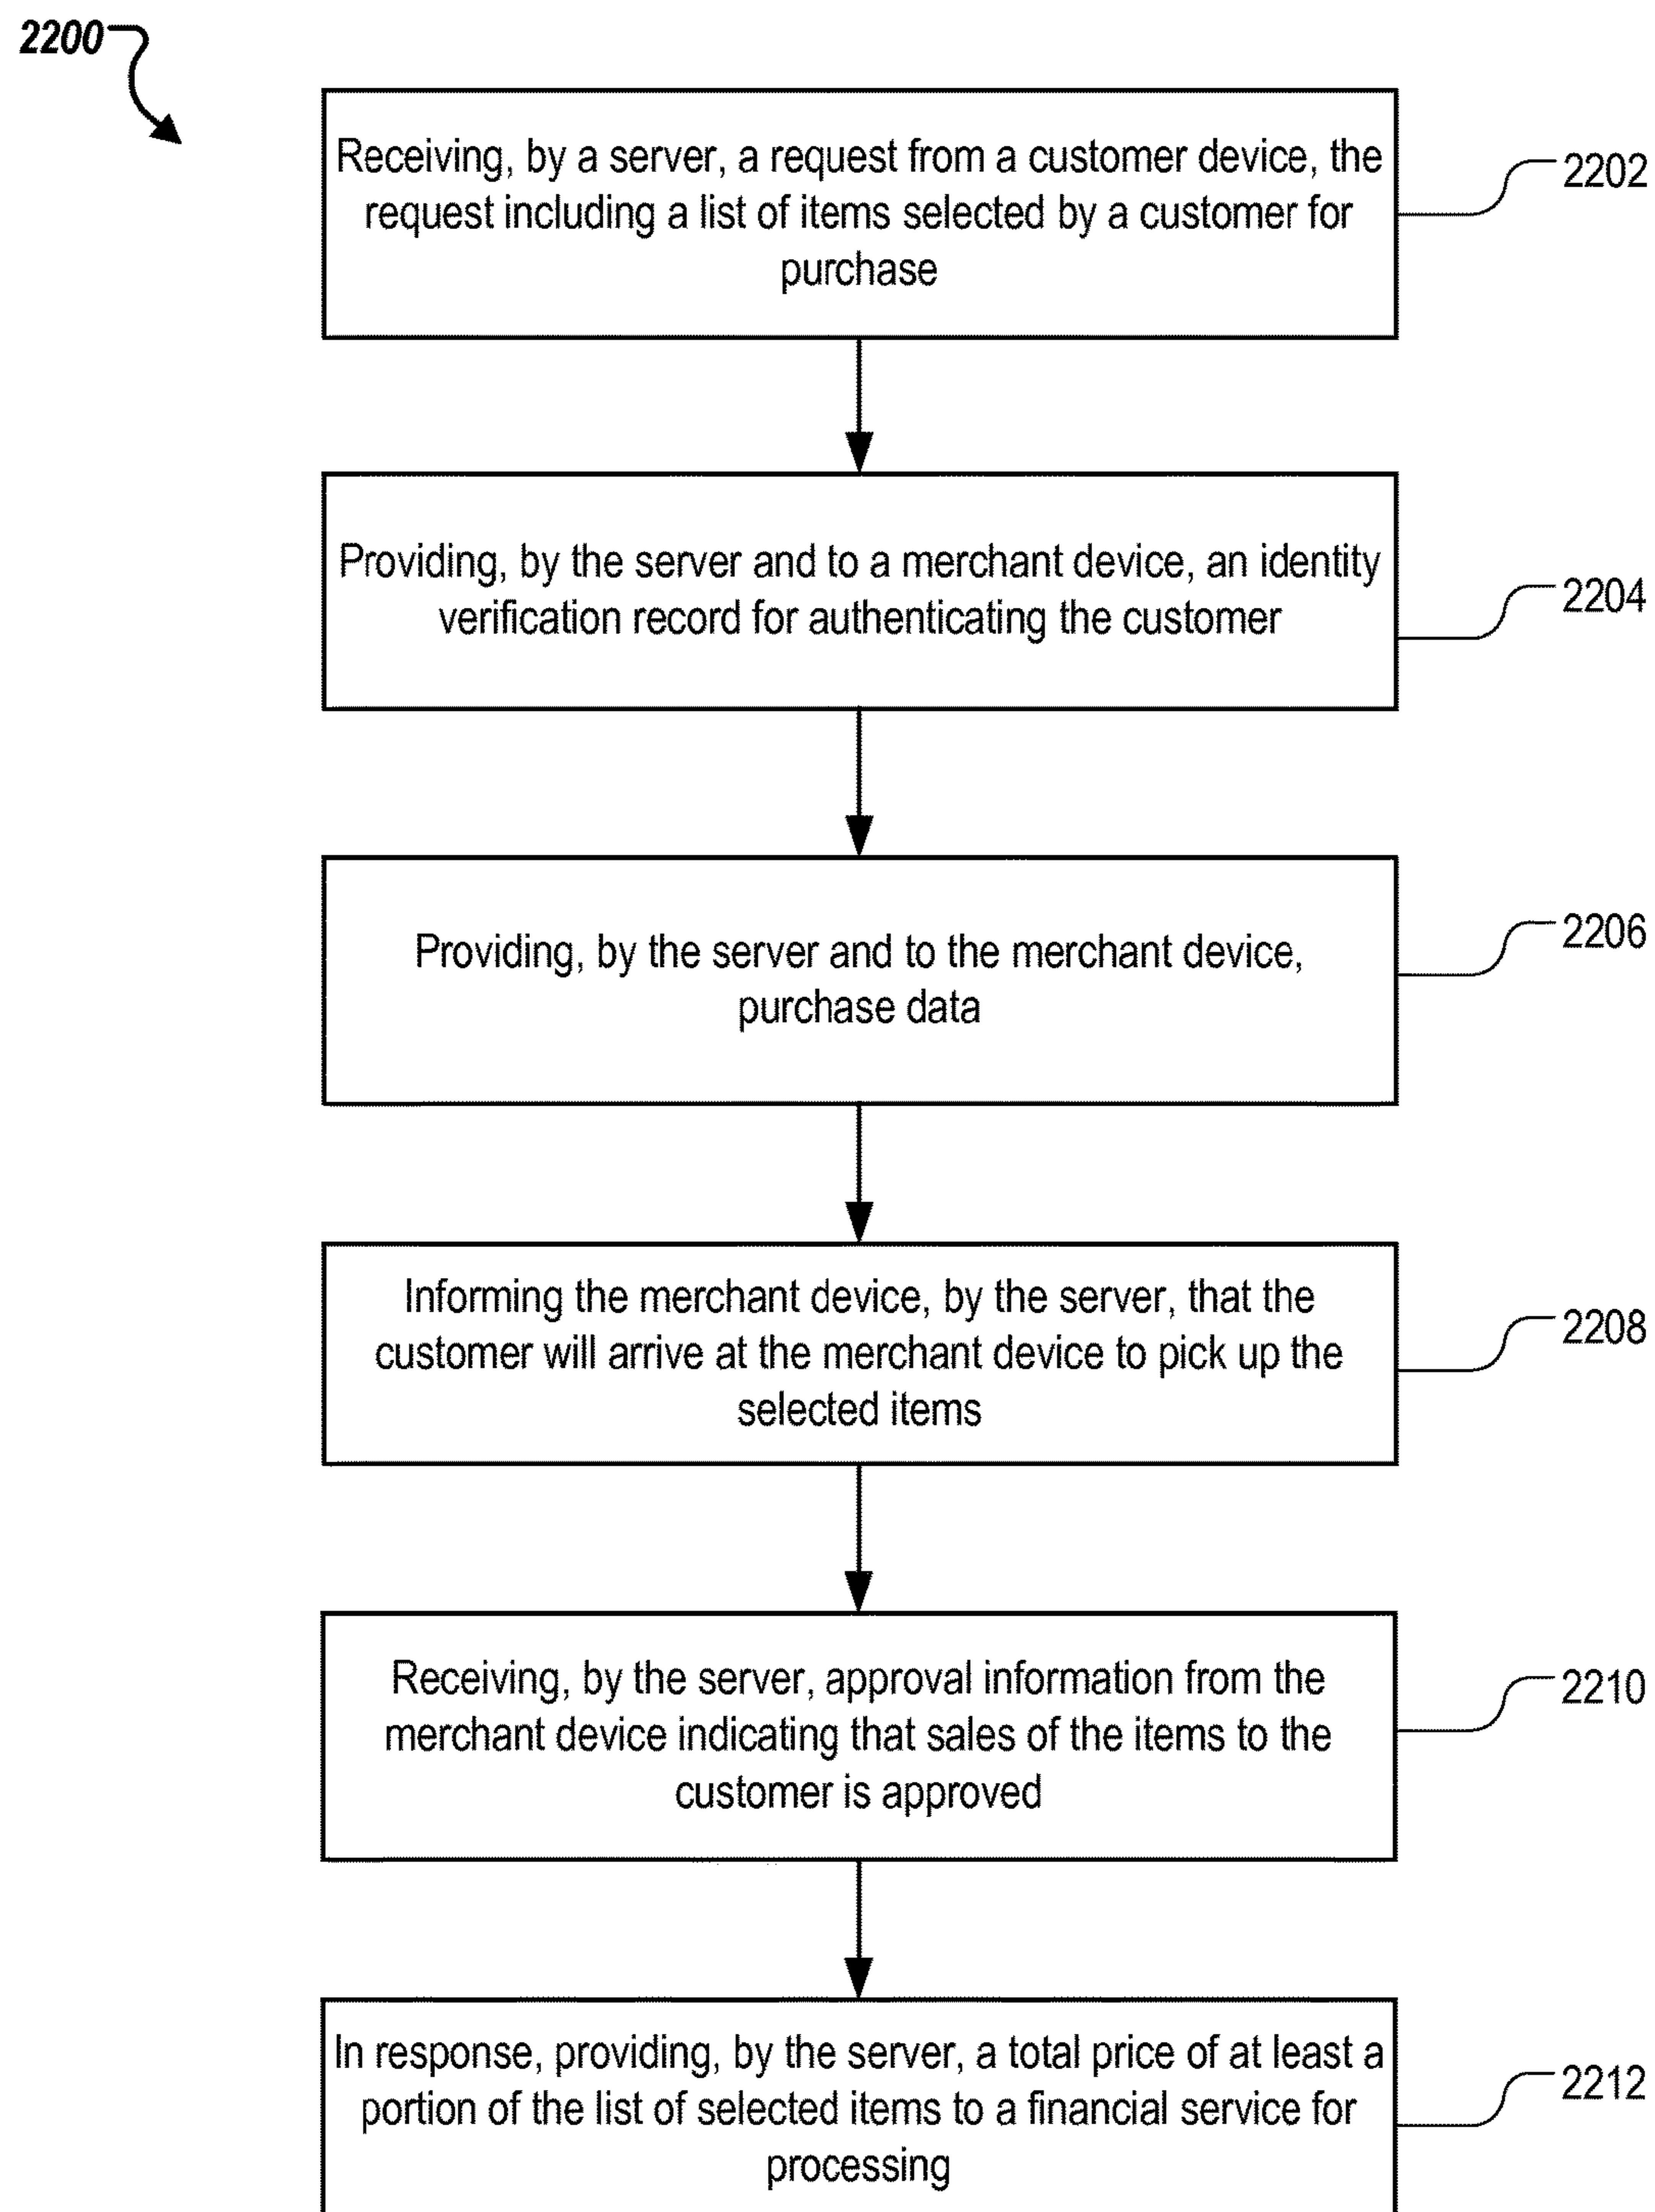 2200
Receiving, by a server, a request from a customer device, the
request including a list of items selected by a customer for
purchase
2202
Providing, by the server and to a merchant device, an identity
verification record for authenticating the customer
2204
Providing, by the server and to the merchant device,
purchase data
2206
Informing the merchant device, by the server, that the
customer will arrive at the merchant device to pick up the
selected items
2208
Receiving, by the server, approval information from the
merchant device indicating that sales of the items to the
customer is approved
2210
In response, providing, by the server, a total price of at least a
portion of the list of selected items to a financial service for
processing
2212